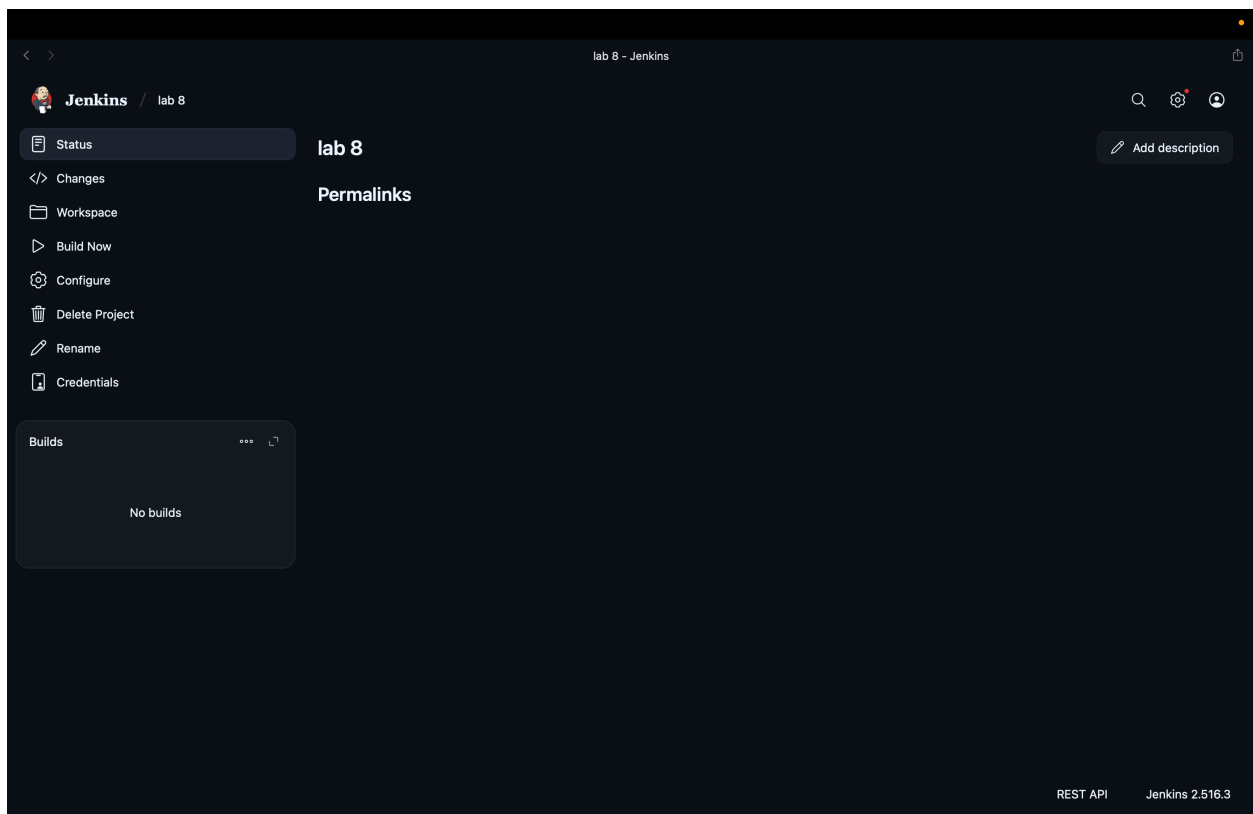 lab 8 - Jenkins
Jenkins / lab 8
Status
Changes
Workspace
Build Now
Configure
Delete Project
Rename
Credentials
Builds
No builds
lab 8
Add description
Permalinks
REST API Jenkins 2.516.3